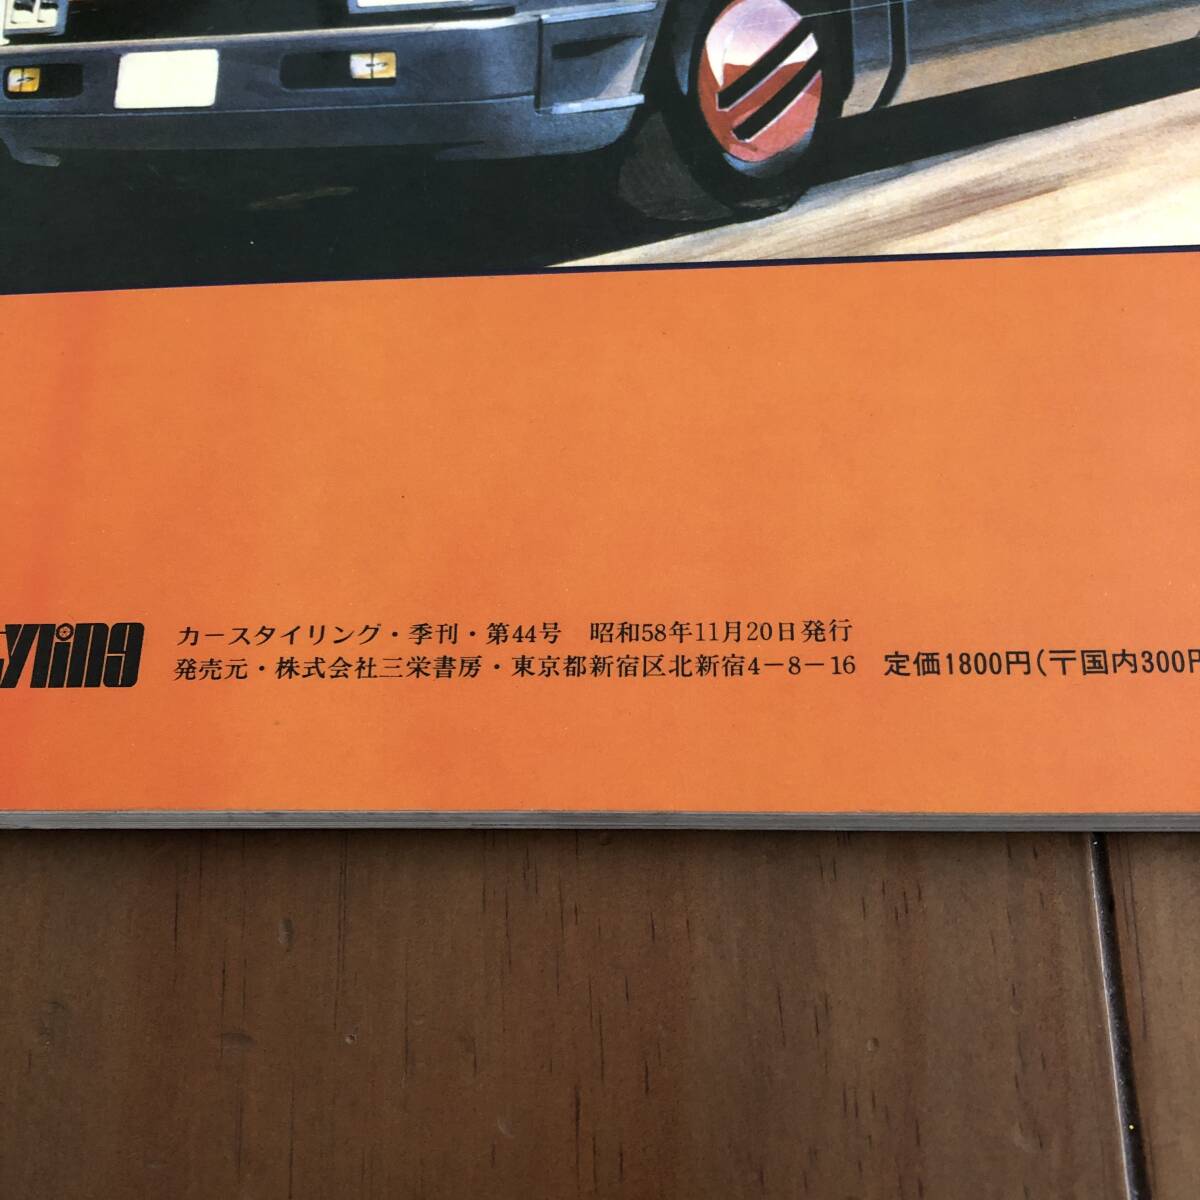 yling
カースタイリング・季刊・第44号　昭和58年11月20日発行
発売元・株式会社三栄書房・東京都新宿区北新宿4－8－16　定価1800円(〒国内300円